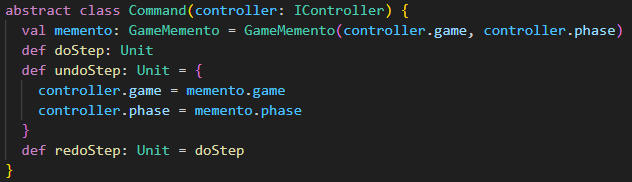 abstract class Command(controller: IController) {
  val memento: GameMemento = GameMemento(controller.game, controller.phase)
  def doStep: Unit
  def undoStep: Unit = {
    controller.game = memento.game
    controller.phase = memento.phase
  }
  def redoStep: Unit = doStep
}